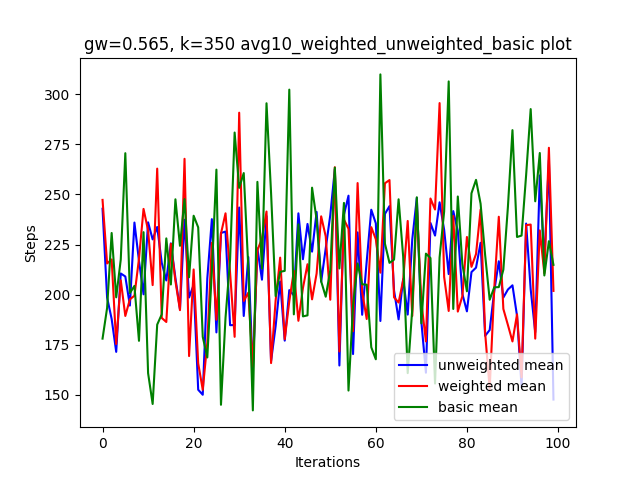 gw=0.565, k=350 avg10_weighted_unweighted_basic plot
300
275
250
225
200
175
150
Steps
0
20
40
60
80
100
Iterations
unweighted mean
weighted mean
basic mean